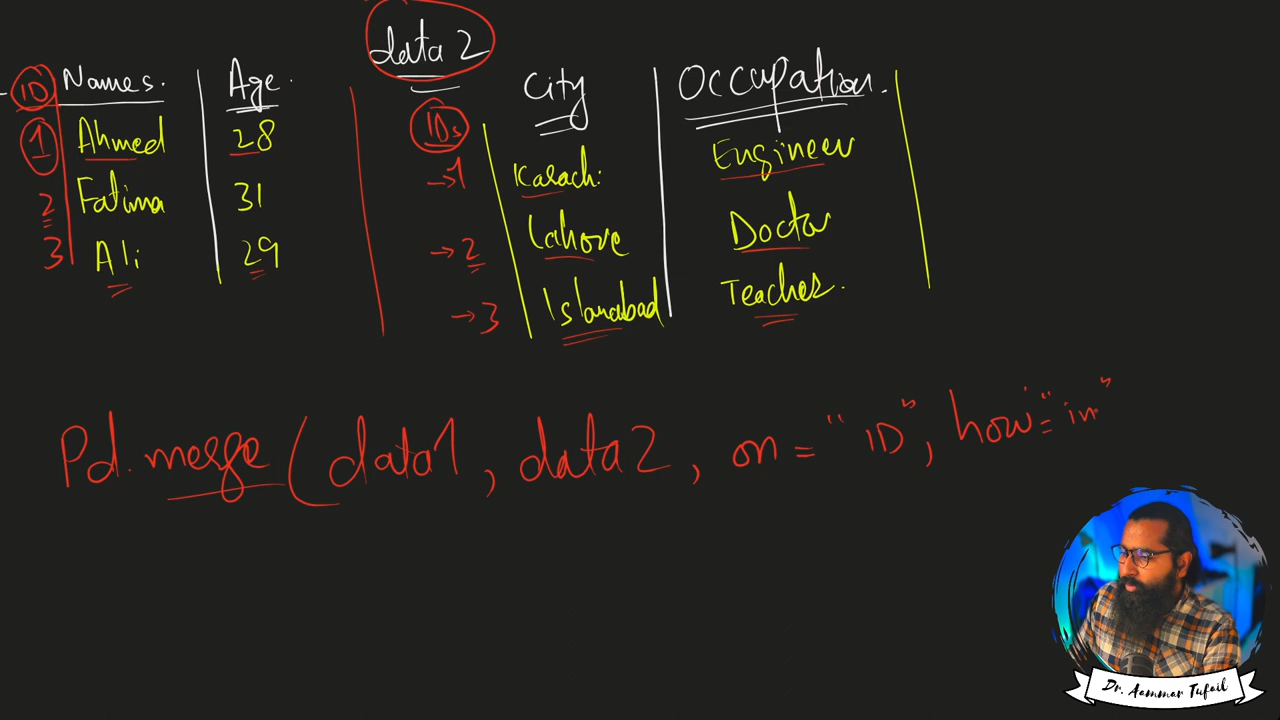 data 2
ID Names. Age. IDs City Occupation.
1 Ahmed 28 →1 Karachi Engineer
2 Fatima 31 →2 Lahore Doctor
3 Ali 29 →3 Islamabad Teacher.
Pd.merge(data1, data2, on = "ID", how="in"
Dr. Aammar Tufail